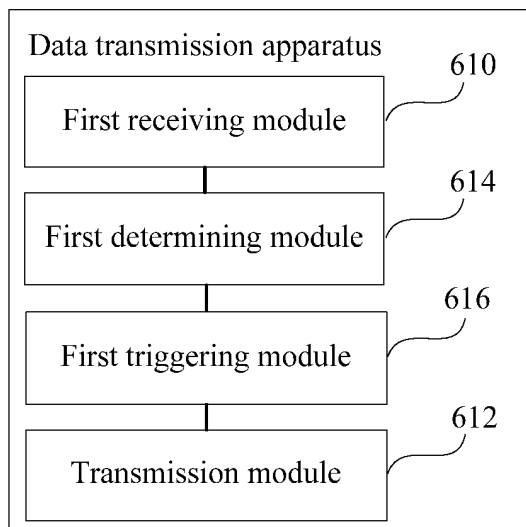 Data transmission apparatus
610
First receiving module
614
First determining module
616
First triggering module
612
Transmission module